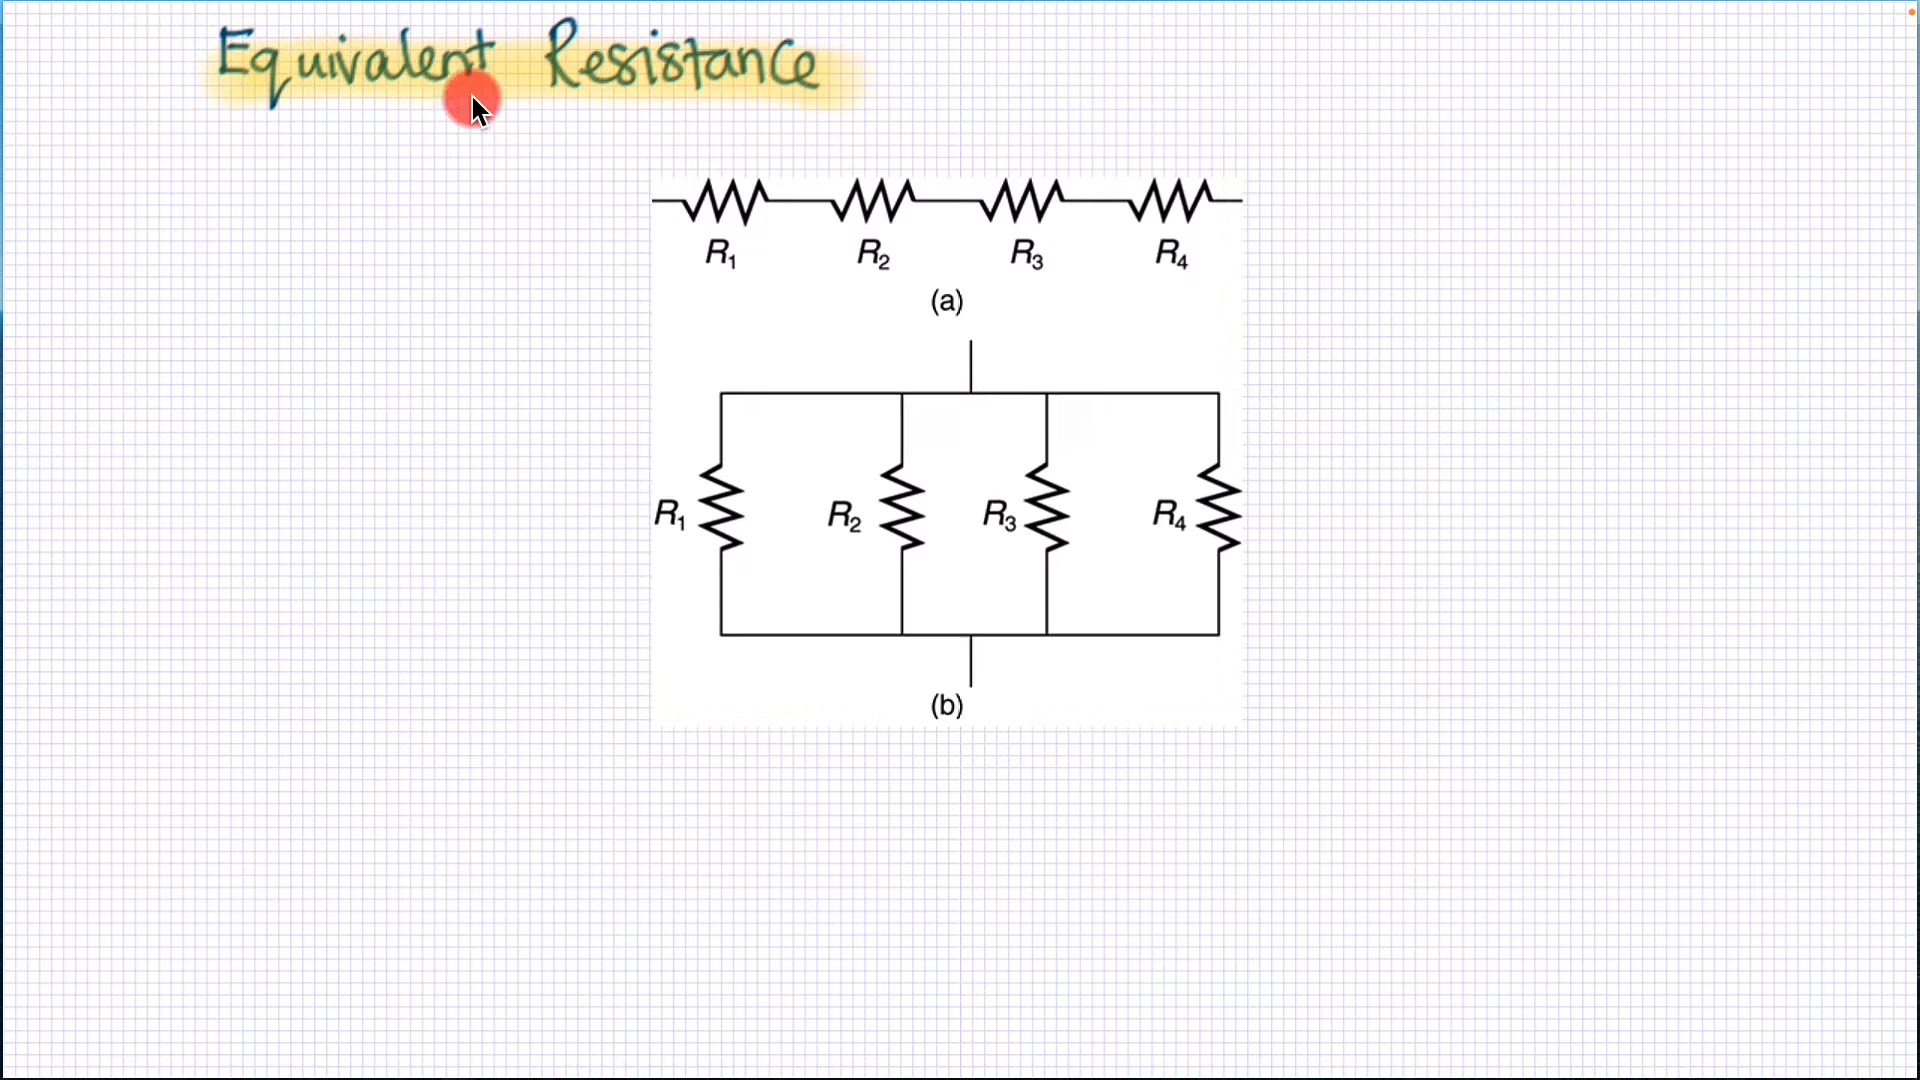 Equivalent Resistance
R₁ R₂ R₃ R₄
(a)
R₁ R₂ R₃ R₄
(b)